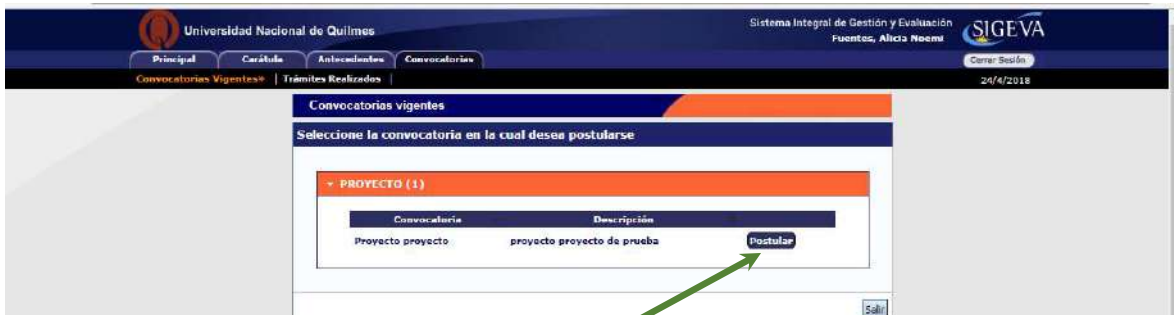 Universidad Nacional de Quilmes
Sistema Integral de Gestión y Evaluación
Fuentes, Alicia Noemi
SIGEVA
Principal Carátula Antecedentes Convocatorias
Cerrar Sesión
Convocatorias Vigentes» | Trámites Realizados |
24/4/2018
Convocatorias vigentes
Seleccione la convocatoria en la cual desea postularse
PROYECTO (1)
Convocatoria Descripción
Proyecto proyecto proyecto proyecto de prueba Postular
Salir